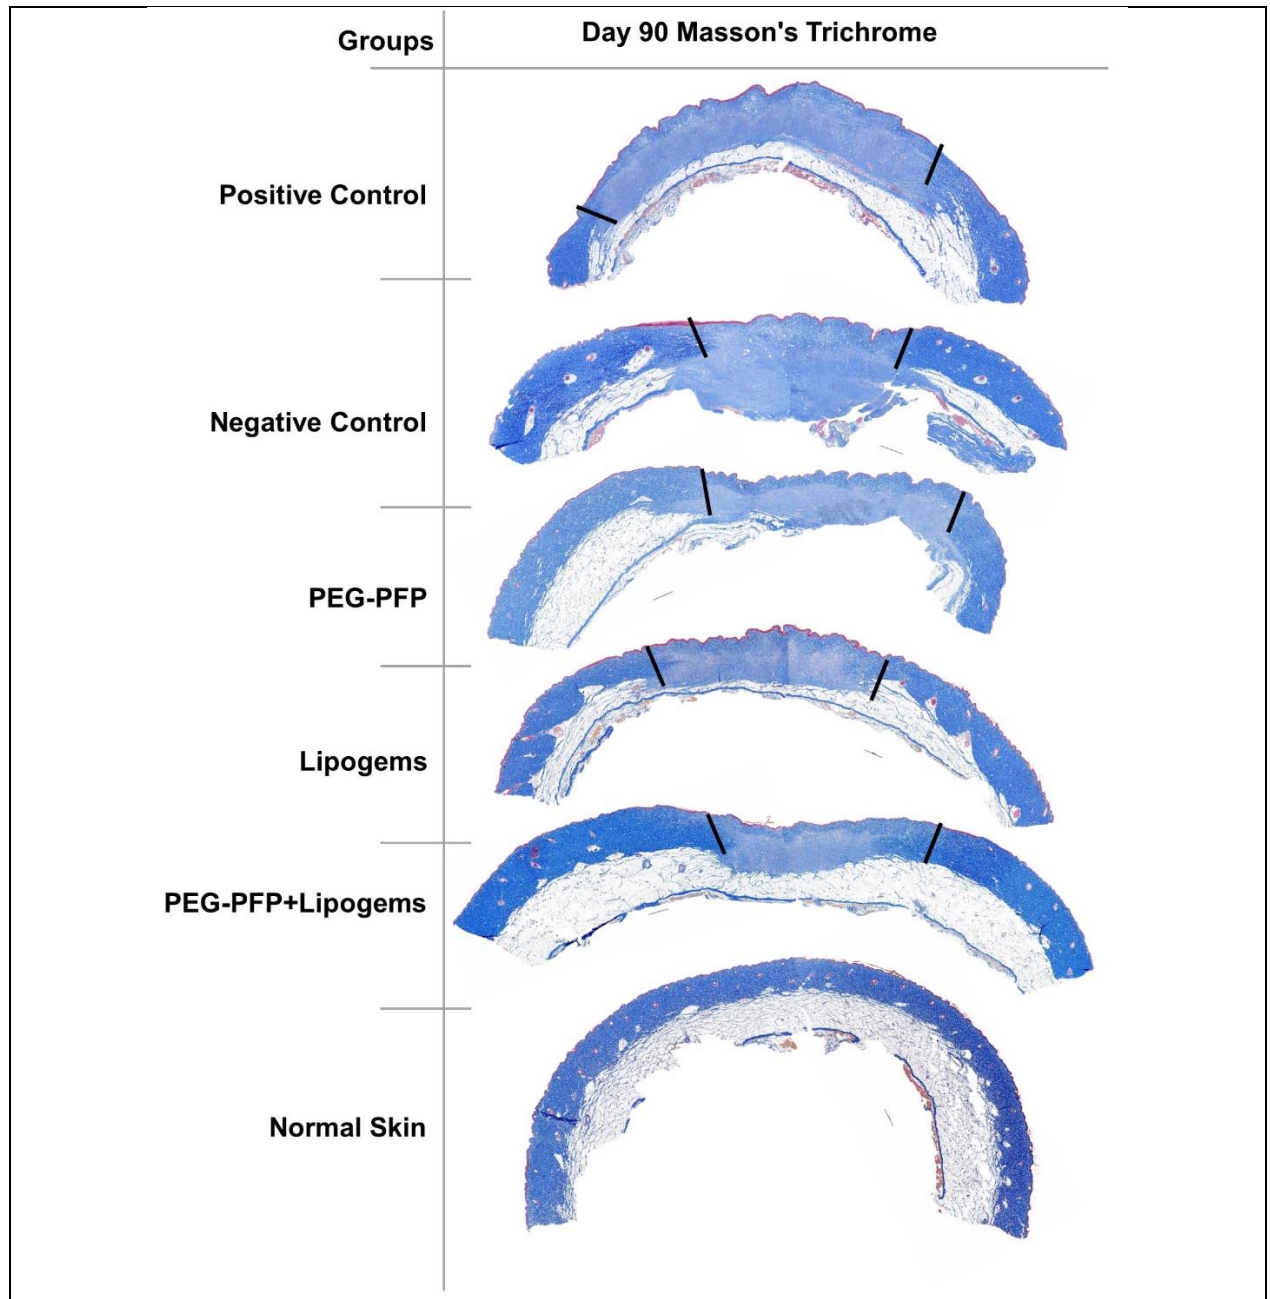 Groups
Day 90 Masson's Trichrome
Positive Control
Negative Control
PEG-PFP
Lipogems
PEG-PFP+Lipogems
Normal Skin